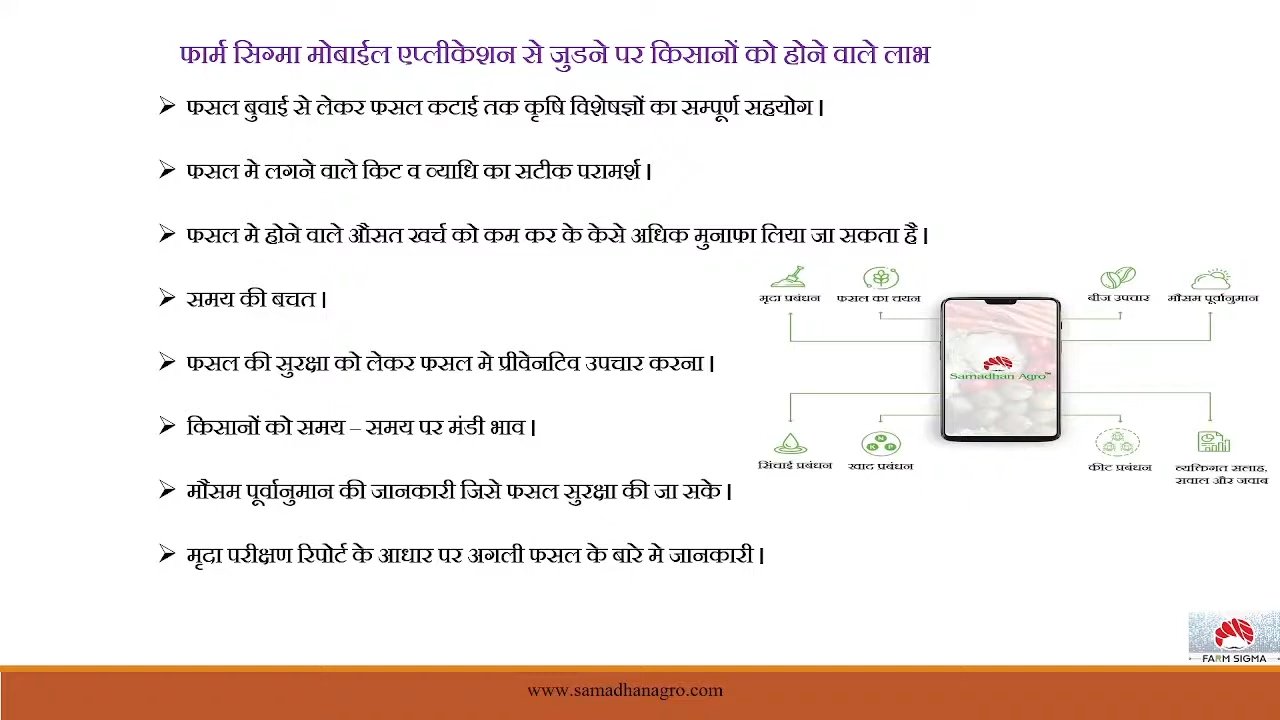 फार्म सिग्मा मोबाईल एप्लीकेशन से जुडने पर किसानों को होने वाले लाभ
फसल बुवाई से लेकर फसल कटाई तक कृषि विशेषज्ञों का सम्पूर्ण सहयोग।
फसल मे लगने वाले किट व व्याधि का सटीक परामर्श।
फसल मे होने वाले औसत खर्च को कम कर के केसे अधिक मुनाफा लिया जा सकता है।
समय की बचत।
फसल की सुरक्षा को लेकर फसल मे प्रीवेनटिव उपचार करना।
किसानों को समय – समय पर मंडी भाव।
मौसम पूर्वानुमान की जानकारी जिसे फसल सुरक्षा की जा सके।
मृदा परीक्षण रिपोर्ट के आधार पर अगली फसल के बारे मे जानकारी।
मृदा प्रबंधन
फसल का चयन
बीज उपचार
मौसम पूर्वानुमान
Samadhan Agro™
N
K P
सिंचाई प्रबंधन
खाद प्रबंधन
कीट प्रबंधन
व्यक्तिगत सलाह,
सवाल और जवाब
FARM SIGMA
www.samadhanagro.com